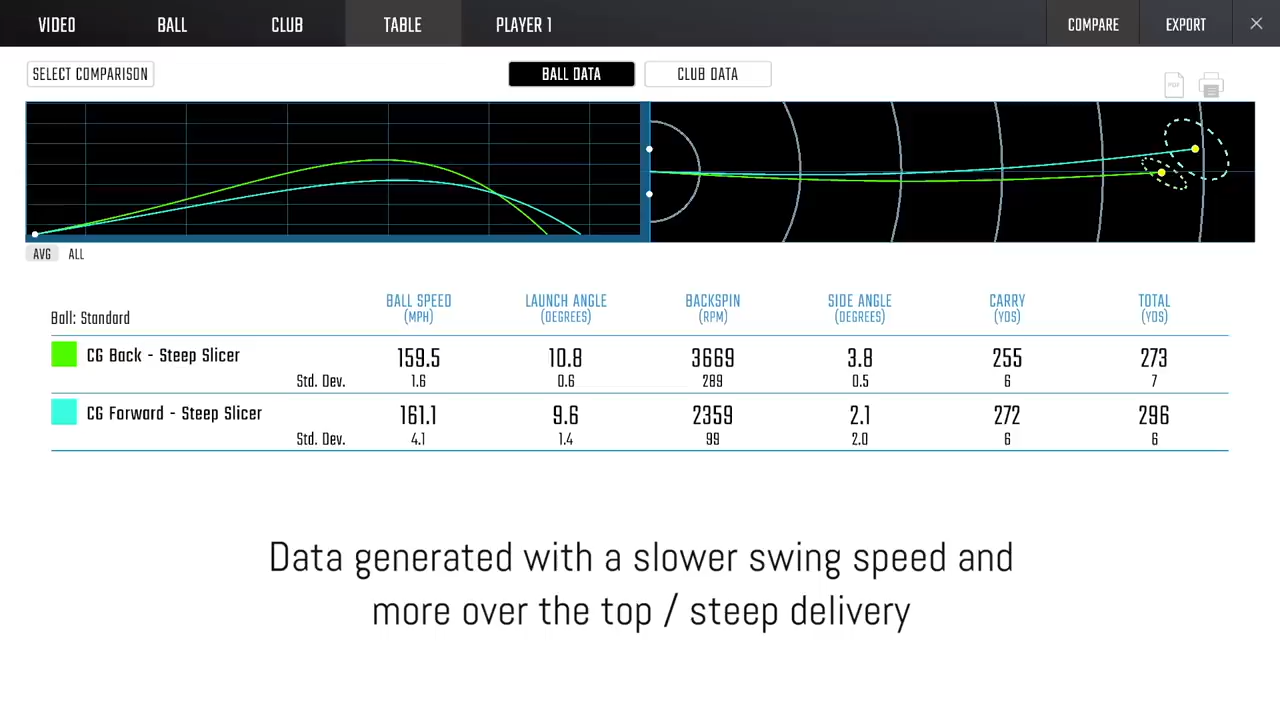 VIDEO BALL CLUB TABLE PLAYER 1 COMPARE EXPORT ×
SELECT COMPARISON BALL DATA CLUB DATA
AVG ALL
BALL SPEED LAUNCH ANGLE BACKSPIN SIDE ANGLE CARRY TOTAL
Ball: Standard (MPH) (DEGREES) (RPM) (DEGREES) (YDS) (YDS)
CG Back - Steep Slicer 159.5 10.8 3669 3.8 255 273
Std. Dev. 1.6 0.6 289 0.5 6 7
CG Forward - Steep Slicer 161.1 9.6 2359 2.1 272 296
Std. Dev. 4.1 1.4 99 2.0 6 6
Data generated with a slower swing speed and
more over the top / steep delivery